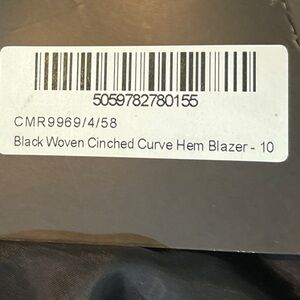 5059782780155
CMR9969/4/58
Black Woven Cinched Curve Hem Blazer - 10